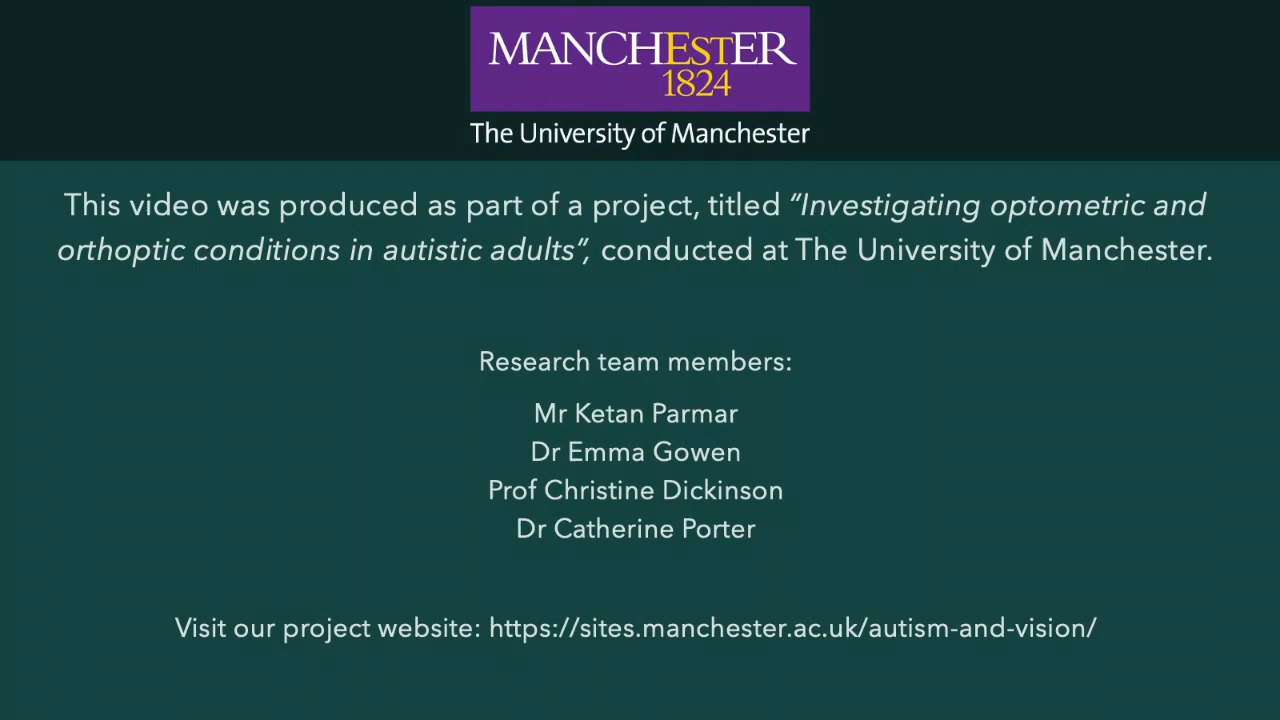 MANCHESTER
1824
The University of Manchester
This video was produced as part of a project, titled “Investigating optometric and
orthoptic conditions in autistic adults”, conducted at The University of Manchester.
Research team members:
Mr Ketan Parmar
Dr Emma Gowen
Prof Christine Dickinson
Dr Catherine Porter
Visit our project website: https://sites.manchester.ac.uk/autism-and-vision/